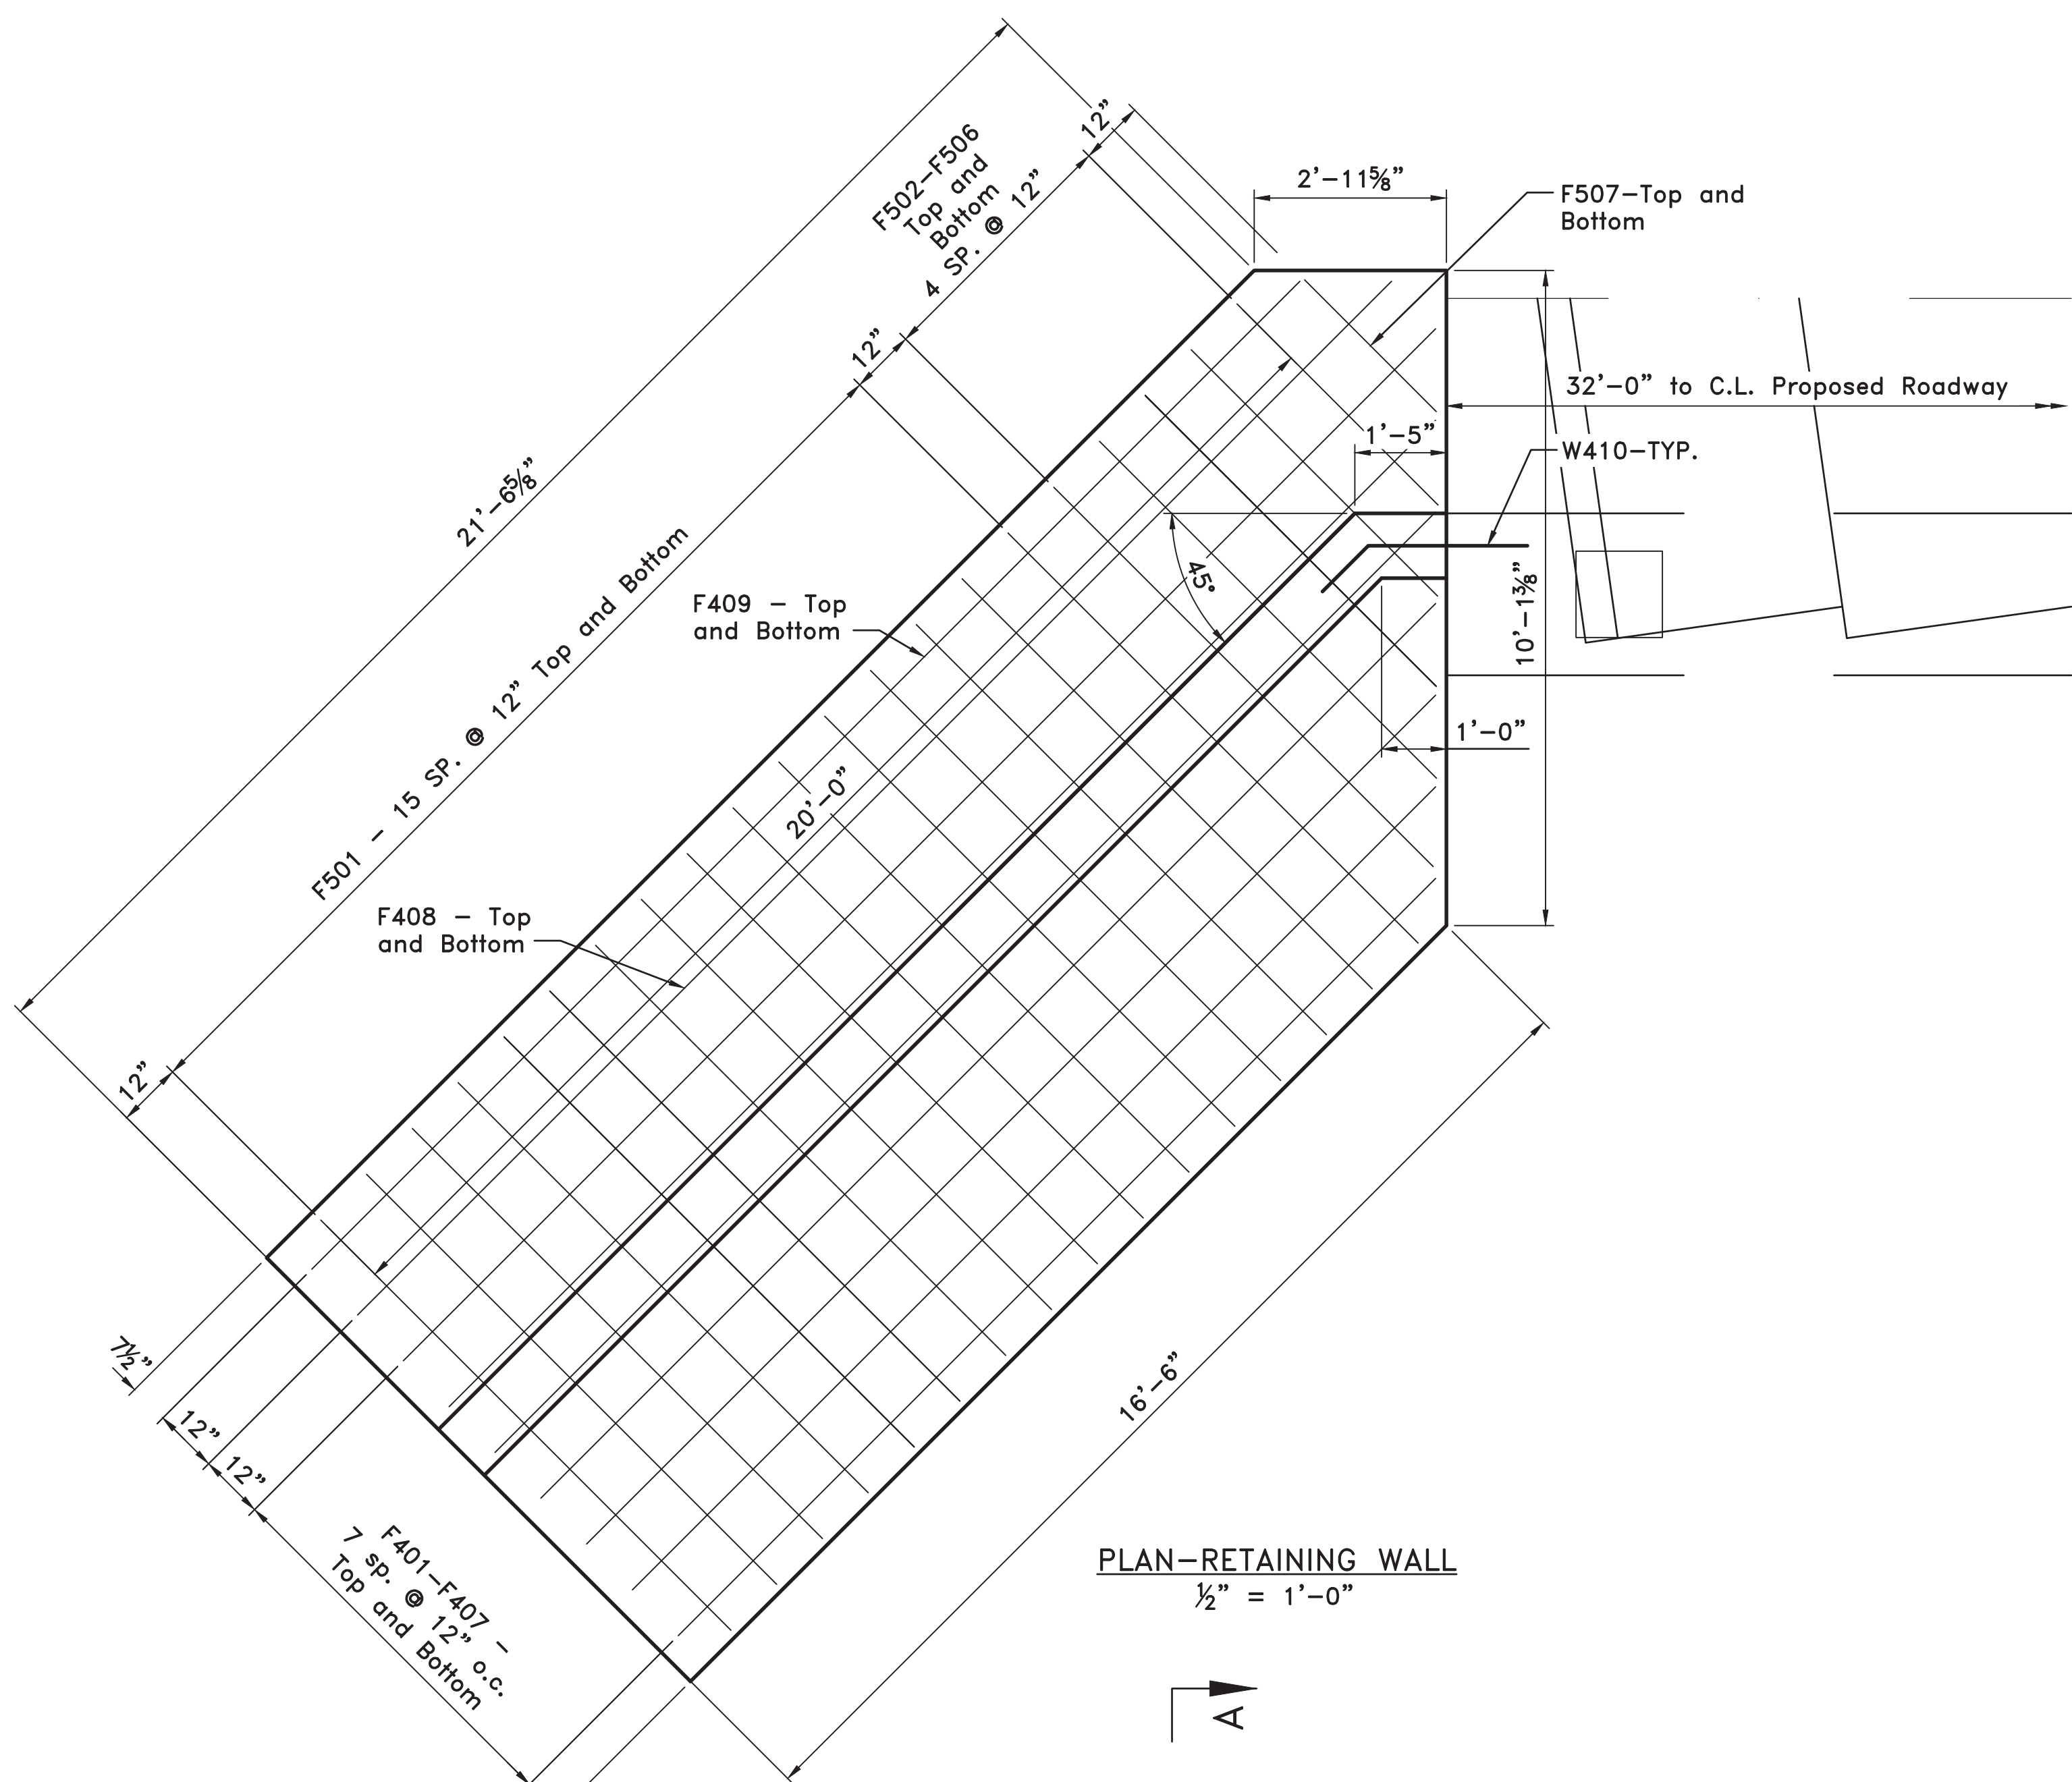 12”
F502–F506
Top and
Bottom
4 SP. @ 12”
2’-11⅝”
F507–Top and
Bottom
12”
32’-0” to C.L. Proposed Roadway
1’-5”
W410–TYP.
21’-6⅝”
F501 - 15 SP. @ 12” Top and Bottom
45°
10’-1⅜”
F409 - Top
and Bottom
1’-0”
20’-0”
F408 - Top
and Bottom
12”
7½”
12”
12”
16’-6”
F401–F407 -
7 sp. @ 12” o.c.
Top and Bottom
PLAN–RETAINING WALL
½” = 1’-0”
A